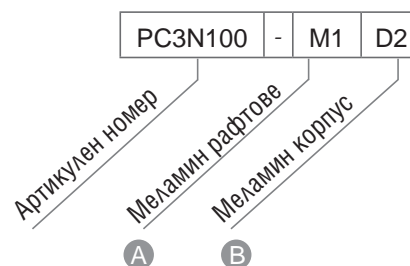 PC3N100 - M1 D2
Артикулен номер
Меламин рафтове
Меламин корпус
A B